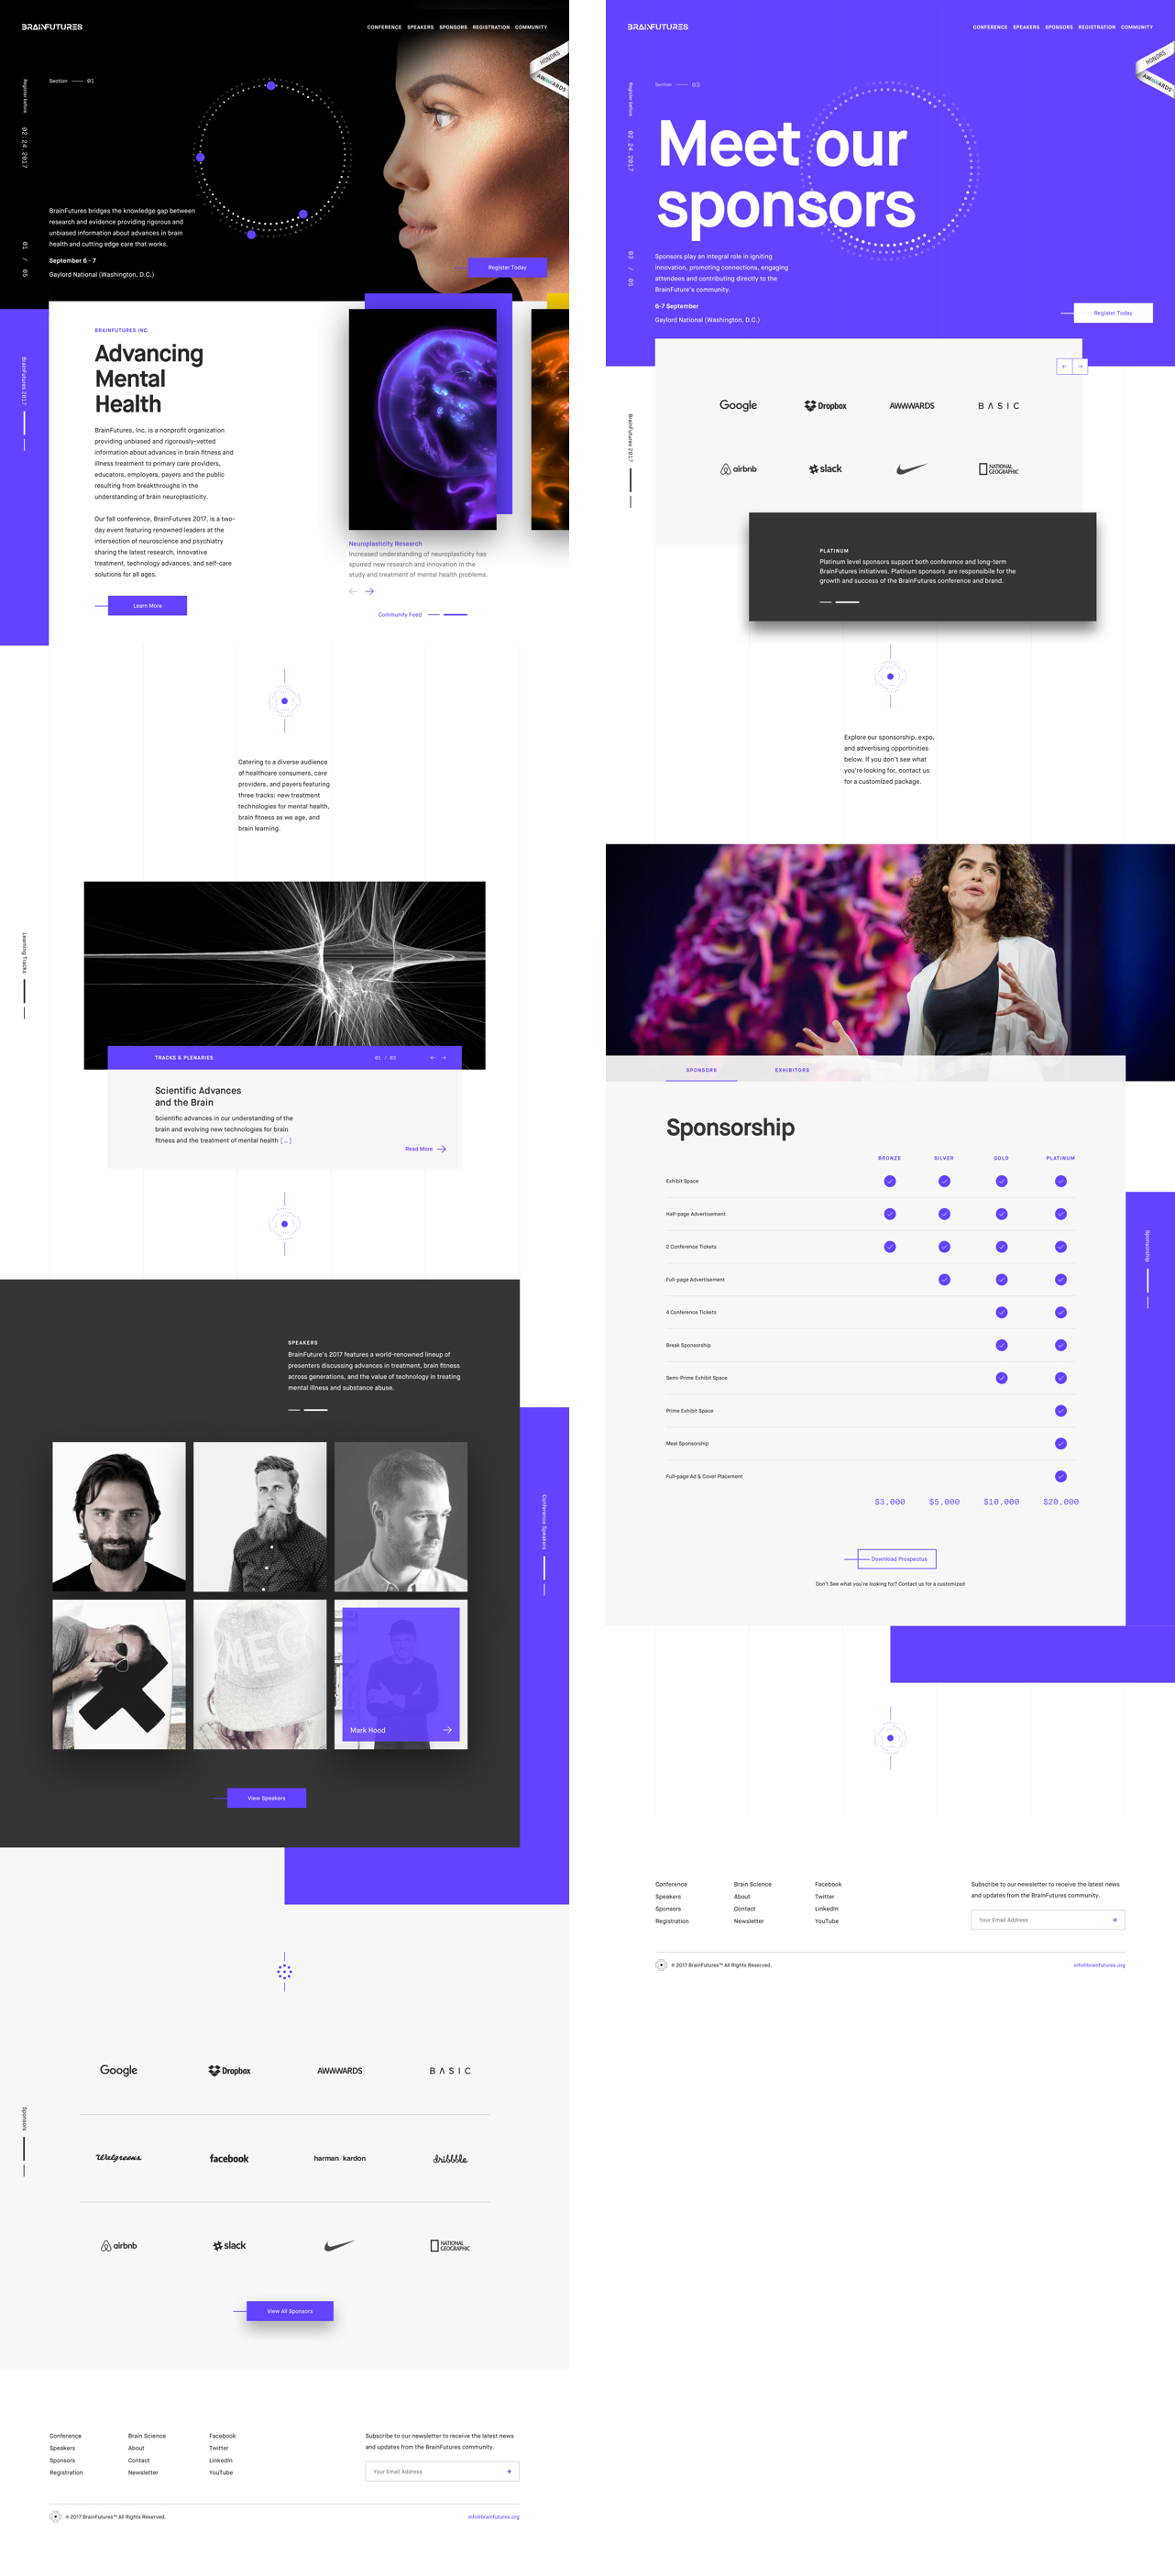 BRAINFUTURES
CONFERENCE SPEAKERS SPONSORS REGISTRATION COMMUNITY
HONORS
AWWWARDS
Section 01
Register before 02.24.2017
BrainFutures bridges the knowledge gap between
research and evidence providing rigorous and
unbiased information about advances in brain
health and cutting edge care that works.
September 6 - 7
Gaylord National (Washington, D.C.)
01 / 05
Register Today
BrainFutures 2017
BRAINFUTURES INC.
Advancing
Mental
Health
BrainFutures, Inc. is a nonprofit organization
providing unbiased and rigorously-vetted
information about advances in brain fitness and
illness treatment to primary care providers,
educators, employers, payers and the public
resulting from breakthroughs in the
understanding of brain neuroplasticity.
Our fall conference, BrainFutures 2017, is a two-
day event featuring renowned leaders at the
intersection of neuroscience and psychiatry
sharing the latest research, innovative
treatment, technology advances, and self-care
solutions for all ages.
Learn More
Neuroplasticity Research
Increased understanding of neuroplasticity has
spurred new research and innovation in the
study and treatment of mental health problems.
Community Feed
Catering to a diverse audience
of healthcare consumers, care
providers, and payers featuring
three tracks: new treatment
technologies for mental health,
brain fitness as we age, and
brain learning.
Learning Tracks
TRACKS & PLENARIES 01 / 03
Scientific Advances
and the Brain
Scientific advances in our understanding of the
brain and evolving new technologies for brain
fitness and the treatment of mental health [...]
Read More
SPEAKERS
BrainFuture's 2017 features a world-renowned lineup of
presenters discussing advances in treatment, brain fitness
across generations, and the value of technology in treating
mental illness and substance abuse.
Conference Speakers
MEG
Mark Hood
View Speakers
Sponsors
Google Dropbox AWWWARDS BASIC
Walgreens facebook harman/kardon dribbble
airbnb slack NATIONAL GEOGRAPHIC
View All Sponsors
Conference Brain Science Facebook
Speakers About Twitter
Sponsors Contact LinkedIn
Registration Newsletter YouTube
Subscribe to our newsletter to receive the latest news
and updates from the BrainFutures community.
Your Email Address
© 2017 BrainFutures™ All Rights Reserved.
info@brainfutures.org
BRAINFUTURES
CONFERENCE SPEAKERS SPONSORS REGISTRATION COMMUNITY
HONORS
AWWWARDS
Section 03
Register before 02.24.2017
Meet our
sponsors
Sponsors play an integral role in igniting
innovation, promoting connections, engaging
attendees and contributing directly to the
BrainFuture's community.
6-7 September
Gaylord National (Washington, D.C.)
03 / 05
Register Today
BrainFutures 2017
Google Dropbox AWWWARDS BASIC
airbnb slack NATIONAL GEOGRAPHIC
PLATINUM
Platinum level sponsors support both conference and long-term
BrainFutures initiatives. Platinum sponsors are responisbile for the
growth and success of the BrainFutures conference and brand.
Explore our sponsorship, expo,
and advertising opportinities
below. If you don't see what
you're looking for, contact us
for a customized package.
SPONSORS EXHIBITORS
Sponsorship
BRONZE SILVER GOLD PLATINUM
Exhibit Space
Half-page Advertisement
2 Conference Tickets
Full-page Advertisement
4 Conference Tickets
Break Sponsorship
Semi-Prime Exhibit Space
Prime Exhibit Space
Meal Sponsorship
Full-page Ad & Cover Placement
$3,000 $5,000 $10,000 $20,000
Download Prospectus
Don't See what you're looking for? Contact us for a customized
Sponsorship
Conference Brain Science Facebook
Speakers About Twitter
Sponsors Contact LinkedIn
Registration Newsletter YouTube
Subscribe to our newsletter to receive the latest news
and updates from the BrainFutures community.
Your Email Address
© 2017 BrainFutures™ All Rights Reserved.
info@brainfutures.org